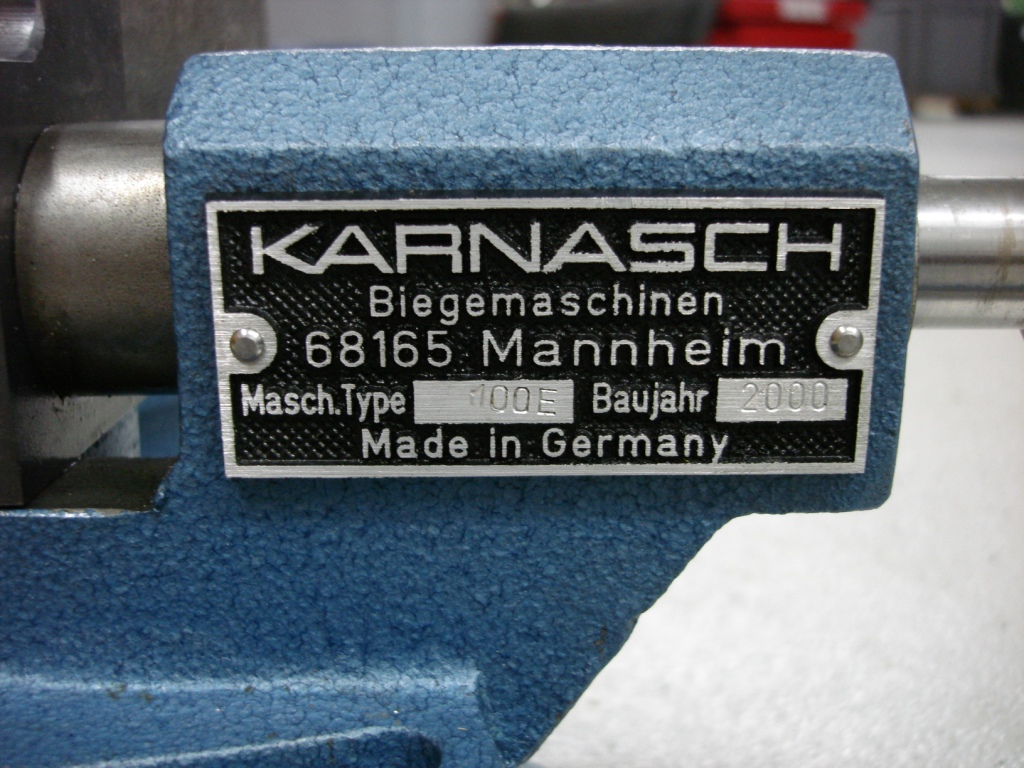 KARNASCH
Biegemaschinen
68165 Mannheim
Masch.Type 100E Baujahr 2000
Made in Germany